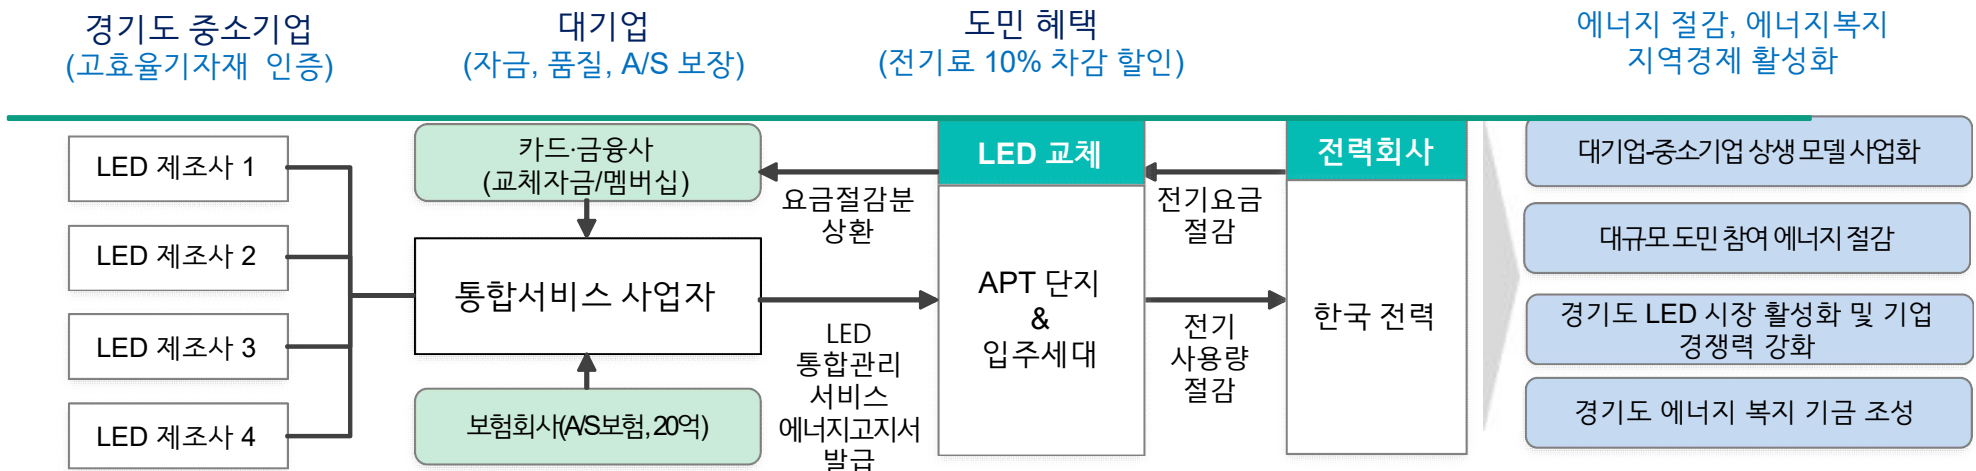 경기도 중소기업
(고효율기자재 인증)
대기업
(자금, 품질, A/S 보장)
도민 혜택
(전기료 10% 차감 할인)
에너지 절감, 에너지복지
지역경제 활성화
LED 제조사 1
LED 제조사 2
LED 제조사 3
LED 제조사 4
카드·금융사
(교체자금/멤버십)
통합서비스 사업자
보험회사(A/S보험, 20억)
요금절감분
상환
LED
통합관리
서비스
에너지고지서
발급
LED 교체
APT 단지
&
입주세대
전기요금
절감
전기
사용량
절감
전력회사
한국 전력
대기업-중소기업 상생 모델 사업화
대규모 도민 참여 에너지 절감
경기도 LED 시장 활성화 및 기업
경쟁력 강화
경기도 에너지 복지 기금 조성